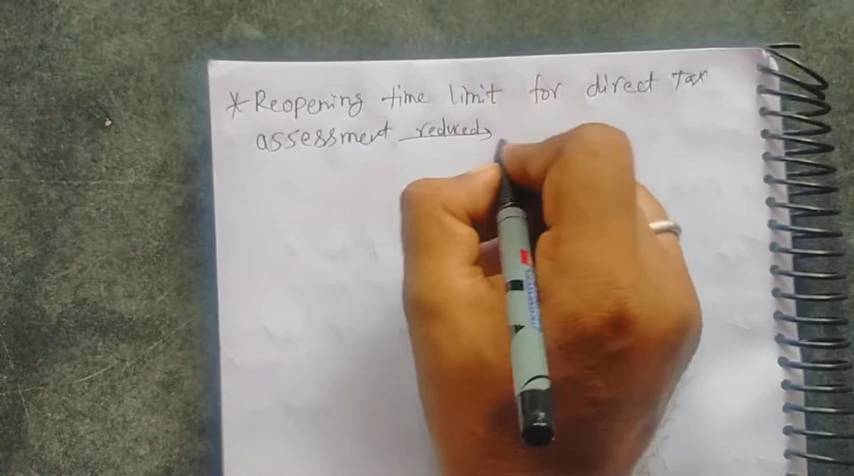 * Reopening time limit for direct tax
assessment reduced→